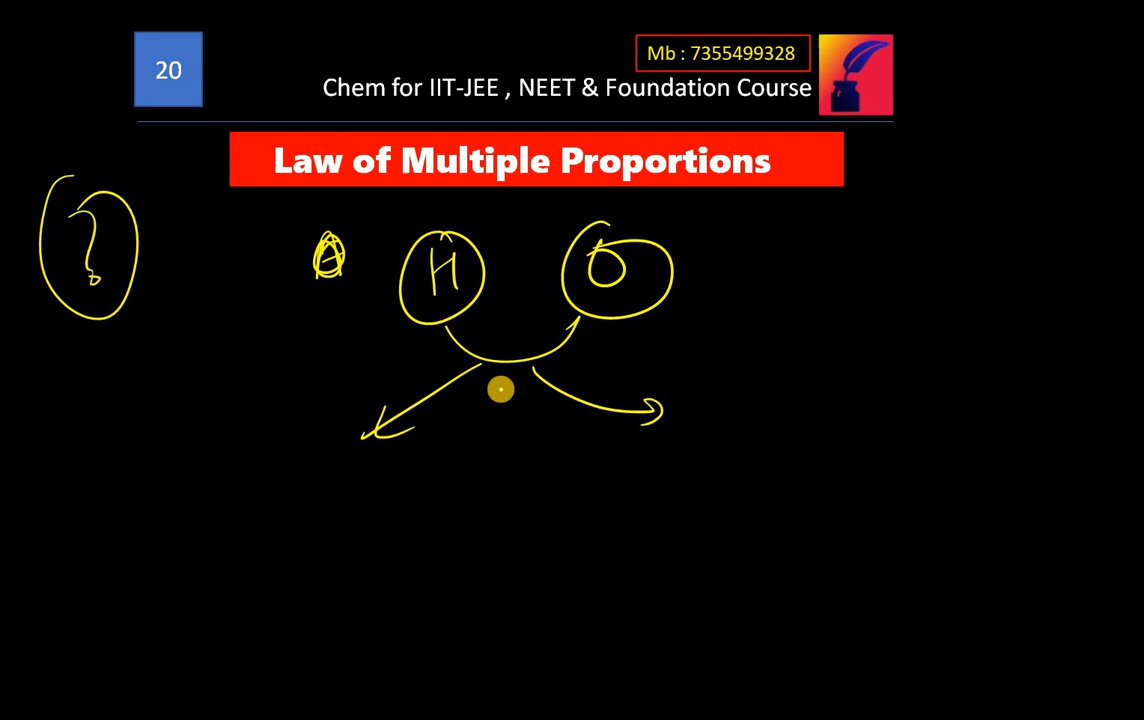 20
Mb : 7355499328
Chem for IIT-JEE , NEET & Foundation Course
Law of Multiple Proportions
?
H O